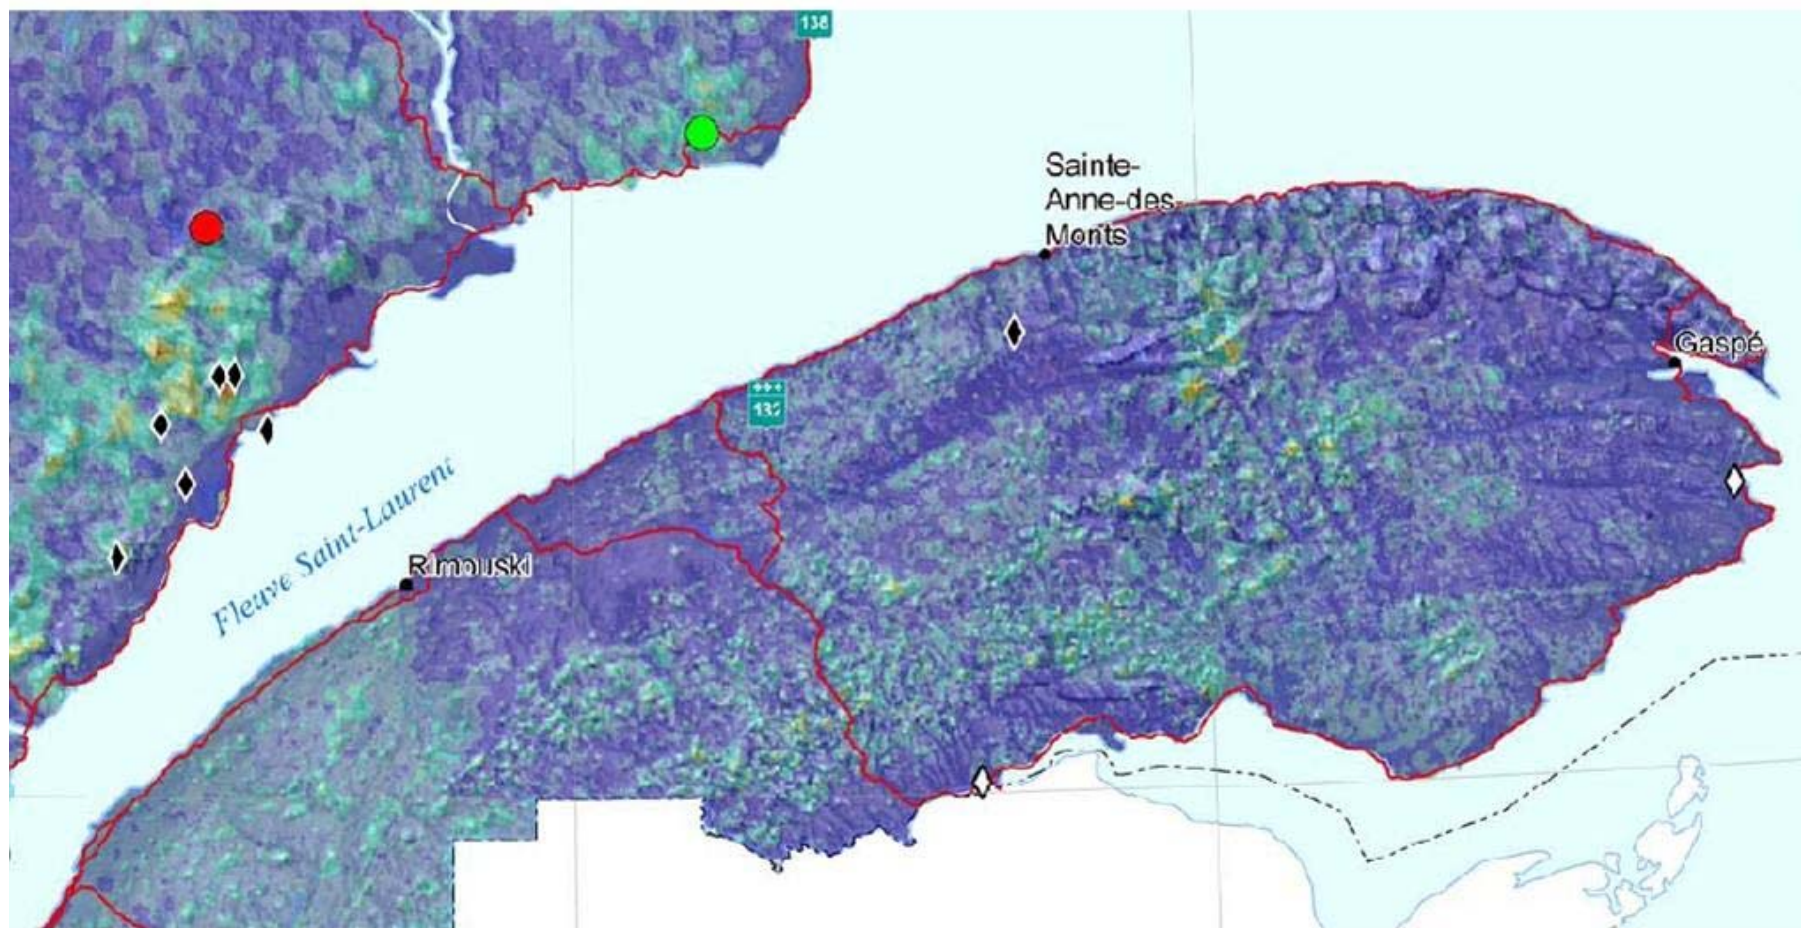 138
Sainte-
Anne-des-
Monts
Gaspé
132
Fleuve Saint-Laurent
Rimouski